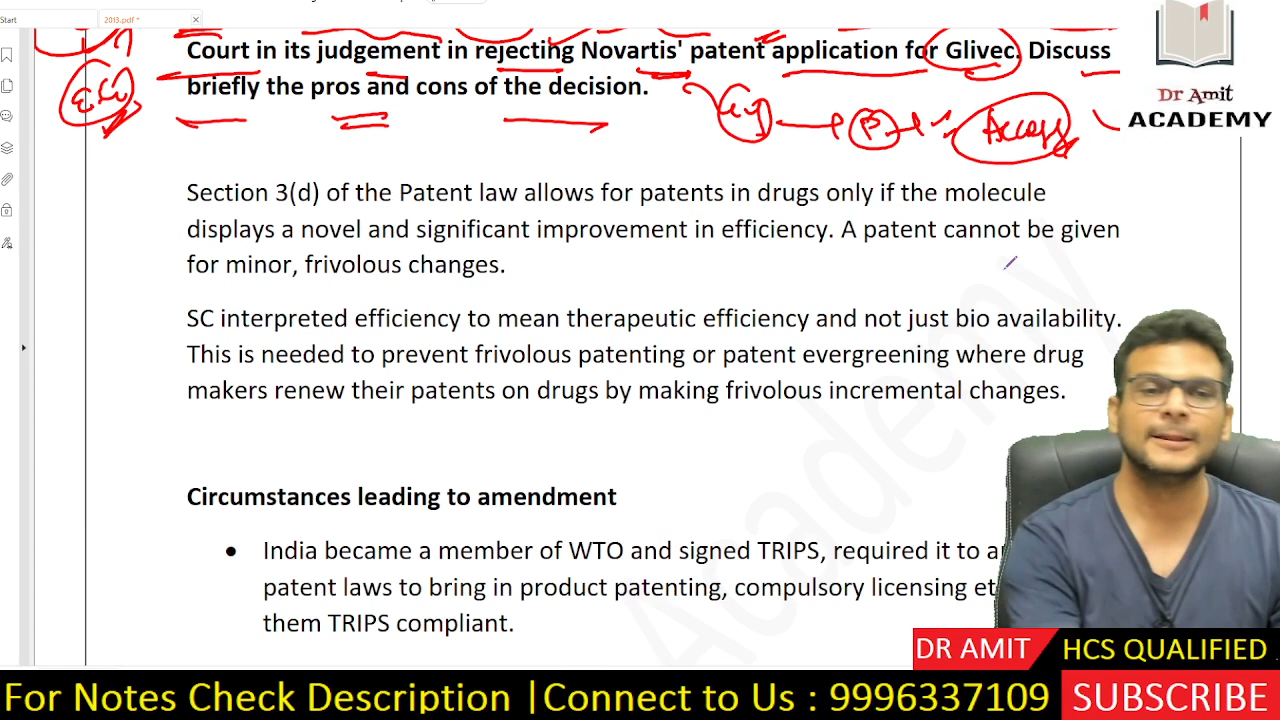 Start
2013.pdf *
Court in its judgement in rejecting Novartis' patent application for Glivec. Discuss
briefly the pros and cons of the decision.
Access
Dr Amit
ACADEMY
Section 3(d) of the Patent law allows for patents in drugs only if the molecule
displays a novel and significant improvement in efficiency. A patent cannot be given
for minor, frivolous changes.
SC interpreted efficiency to mean therapeutic efficiency and not just bio availability.
This is needed to prevent frivolous patenting or patent evergreening where drug
makers renew their patents on drugs by making frivolous incremental changes.
Circumstances leading to amendment
• India became a member of WTO and signed TRIPS, required it to
patent laws to bring in product patenting, compulsory licensing
them TRIPS compliant.
Academy
DR AMIT HCS QUALIFIED
For Notes Check Description |Connect to Us : 9996337109 SUBSCRIBE